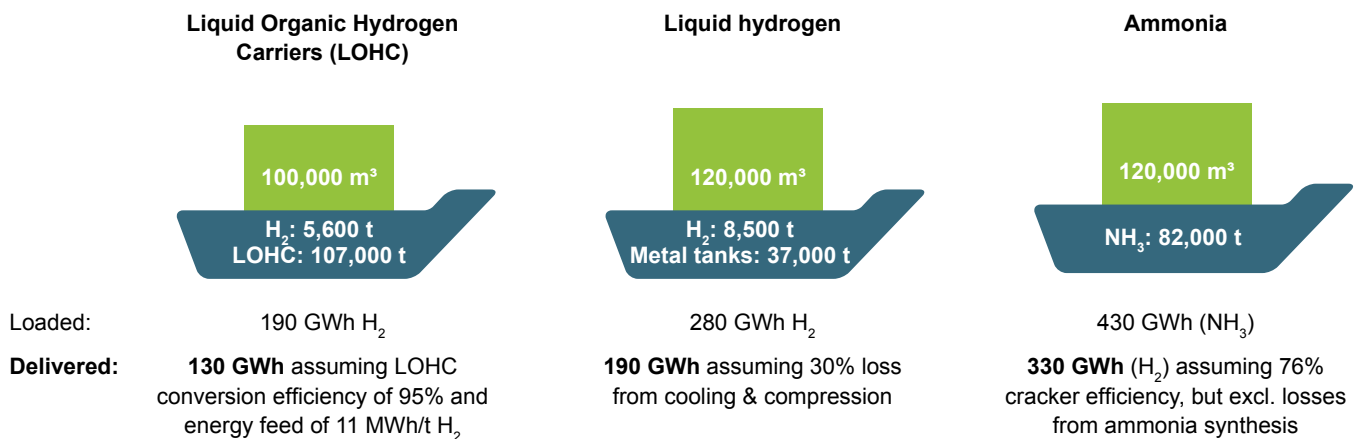 Liquid Organic Hydrogen
Carriers (LOHC)
Liquid hydrogen
Ammonia
100,000 m³
H₂: 5,600 t
LOHC: 107,000 t
120,000 m³
H₂: 8,500 t
Metal tanks: 37,000 t
120,000 m³
NH₃: 82,000 t
Loaded:
190 GWh H₂
280 GWh H₂
430 GWh (NH₃)
Delivered:
130 GWh assuming LOHC
conversion efficiency of 95% and
energy feed of 11 MWh/t H₂
190 GWh assuming 30% loss
from cooling & compression
330 GWh (H₂) assuming 76%
cracker efficiency, but excl. losses
from ammonia synthesis